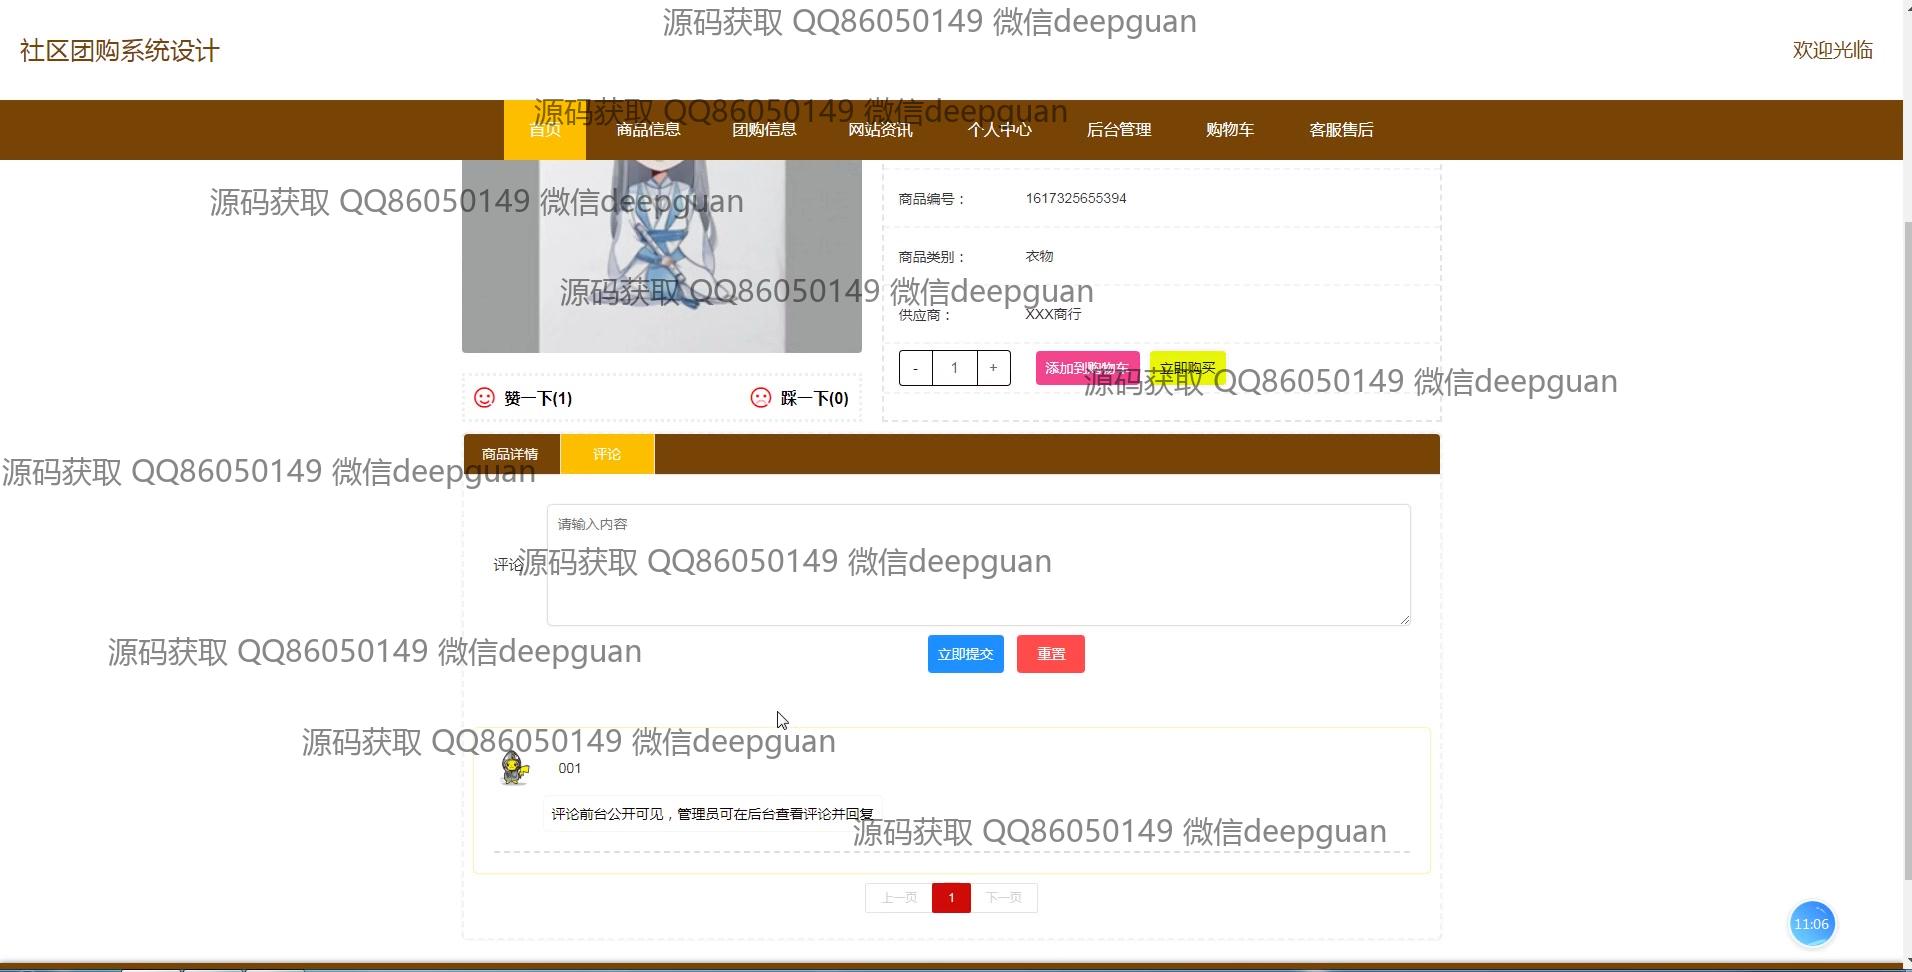 源码获取 QQ86050149 微信deepguan
社区团购系统设计
欢迎光临
源码获取 QQ86050149 微信deepguan
首页 商品信息 团购信息 网站资讯 个人中心 后台管理 购物车 客服售后
源码获取 QQ86050149 微信deepguan
商品编号： 1617325655394
商品类别： 衣物
源码获取 QQ86050149 微信deepguan
供应商： XXX商行
- 1 + 添加到购物车 立即购买
源码获取 QQ86050149 微信deepguan
赞一下(1) 踩一下(0)
商品详情 评论
源码获取 QQ86050149 微信deepguan
请输入内容
评论
源码获取 QQ86050149 微信deepguan
立即提交 重置
源码获取 QQ86050149 微信deepguan
源码获取 QQ86050149 微信deepguan
001
评论前台公开可见，管理员可在后台查看评论并回复
源码获取 QQ86050149 微信deepguan
上一页 1 下一页
11:06